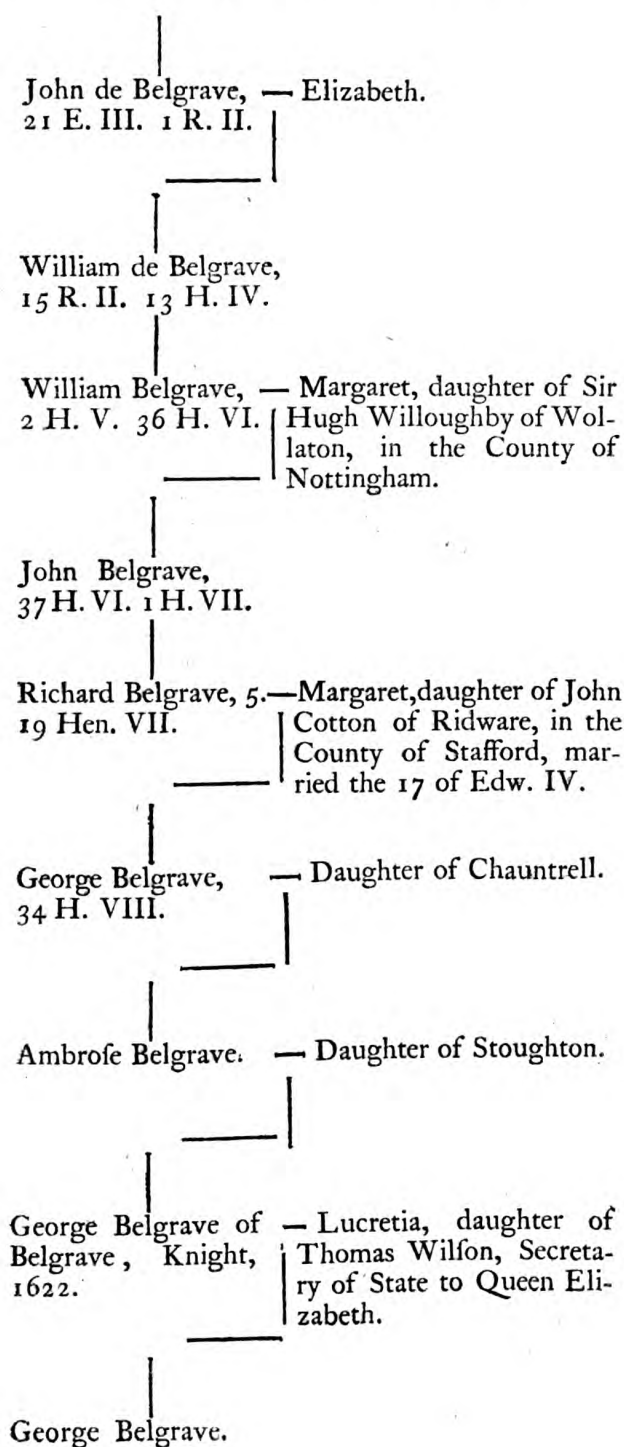 John de Belgrave, — Elizabeth.
21 E. III. 1 R. II.
William de Belgrave,
15 R. II. 13 H. IV.
William Belgrave, — Margaret, daughter of Sir
2 H. V. 36 H. VI. Hugh Willoughby of Wol-
laton, in the County of
Nottingham.
John Belgrave,
37 H. VI. 1 H. VII.
Richard Belgrave, 5.—Margaret, daughter of John
19 Hen. VII. Cotton of Ridware, in the
County of Stafford, mar-
ried the 17 of Edw. IV.
George Belgrave, — Daughter of Chauntrell.
34 H. VIII.
Ambroſe Belgrave. — Daughter of Stoughton.
George Belgrave of — Lucretia, daughter of
Belgrave, Knight, Thomas Wilſon, Secreta-
1622. ry of State to Queen Eli-
zabeth.
George Belgrave.